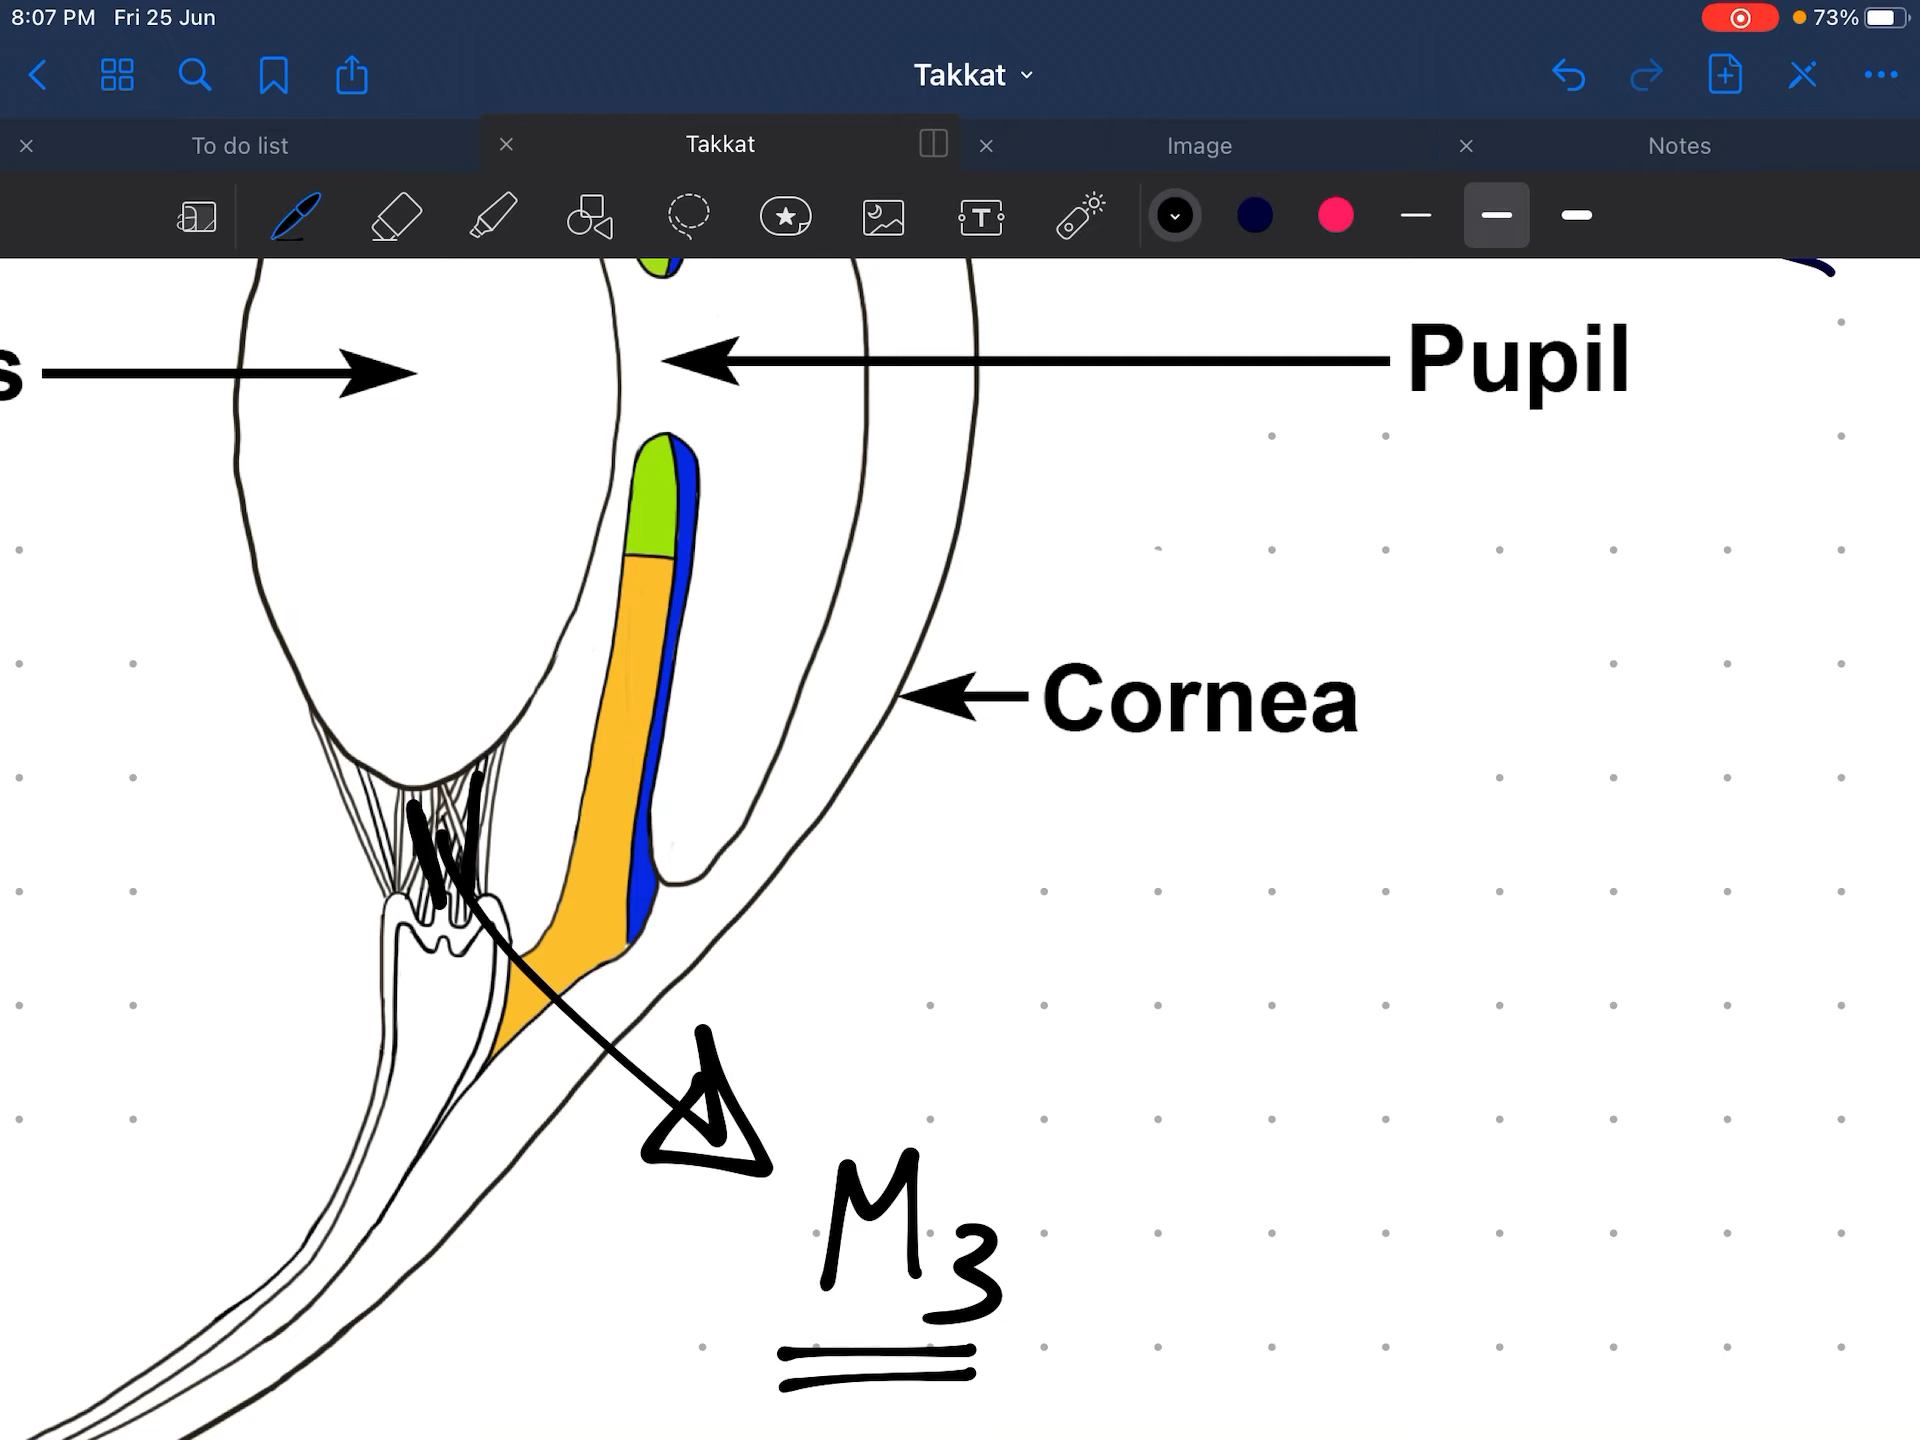 8:07 PM Fri 25 Jun
73%
Takkat
To do list
Takkat
Image
Notes
T
s
Pupil
Cornea
M3